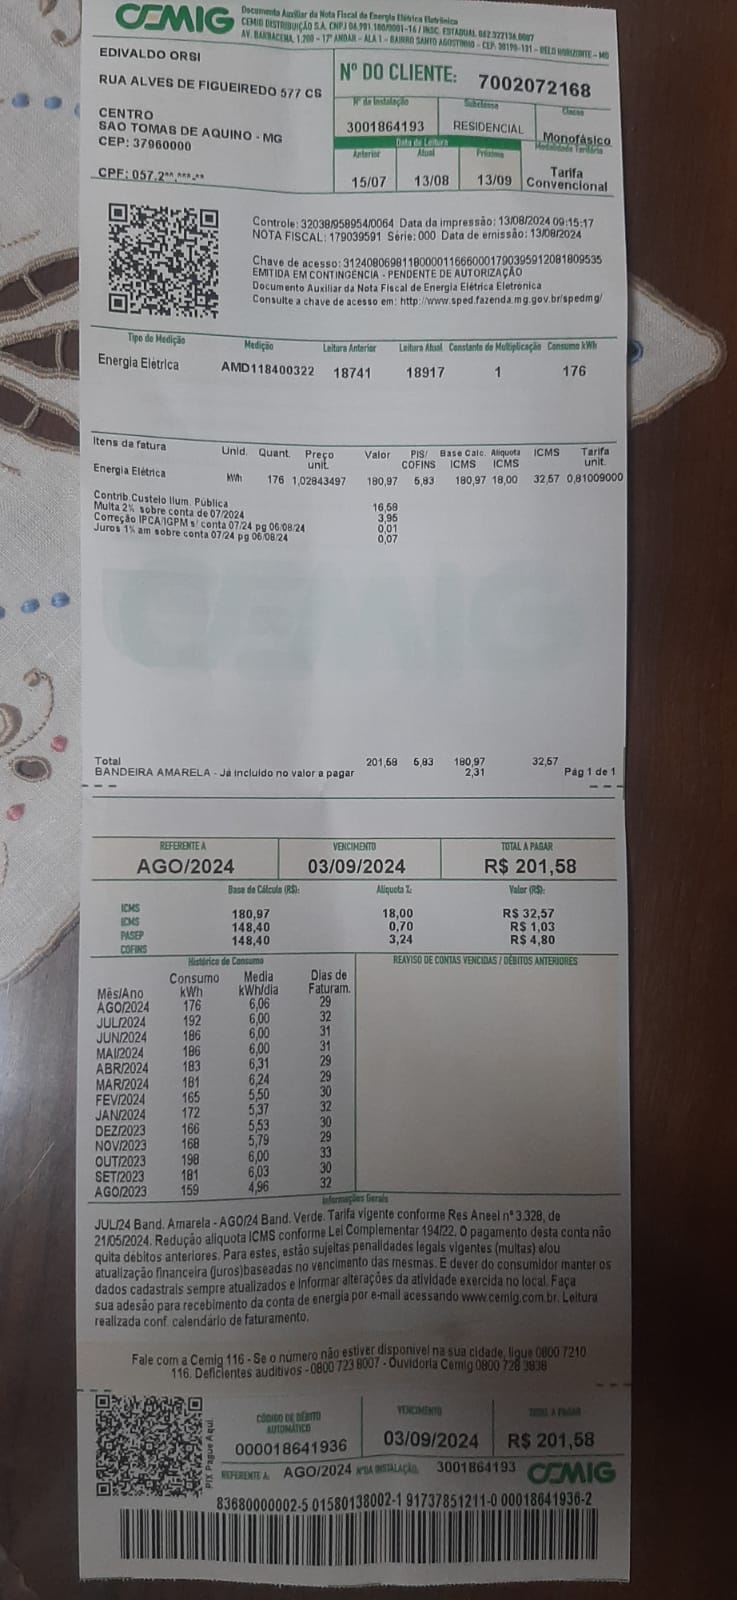 CEMIG
Documento Auxiliar da Nota Fiscal de Energia Elétrica Eletrônica
CEMIG DISTRIBUIÇÃO S.A. CNPJ 06.981.180/0001-16 / INSC. ESTADUAL 062.322136.0087
AV. BARBACENA, 1.200 - 17º ANDAR - ALA 1 - BAIRRO SANTO AGOSTINHO - CEP: 30190-131 - BELO HORIZONTE - MG
EDIVALDO ORSI
RUA ALVES DE FIGUEIREDO 577 CS
CENTRO
SAO TOMAS DE AQUINO - MG
CEP: 37960000
CPF: 057.2**.***-**
Nº DO CLIENTE: 7002072168
Nº da Instalação Subclasse Classe
3001864193 RESIDENCIAL Monofásico
Data de Leitura Modalidade Tarifária
Anterior Atual Próxima
15/07 13/08 13/09 Tarifa Convencional
Controle: 32038/958954/0064 Data da impressão: 13/08/2024 09:15:17
NOTA FISCAL: 179039591 Série: 000 Data de emissão: 13/08/2024
Chave de acesso: 31240806981180000116660001790395912081809535
EMITIDA EM CONTINGÊNCIA - PENDENTE DE AUTORIZAÇÃO
Documento Auxiliar da Nota Fiscal de Energia Elétrica Eletrônica
Consulte a chave de acesso em: http://www.sped.fazenda.mg.gov.br/spedmg/
Tipo de Medição Medição Leitura Anterior Leitura Atual Constante de Multiplicação Consumo kWh
Energia Elétrica AMD118400322 18741 18917 1 176
Itens da fatura Unid. Quant. Preço unit. Valor PIS/COFINS Base Calc. ICMS Aliquota ICMS ICMS Tarifa unit.
Energia Elétrica kWh 176 1,02843497 180,97 5,83 180,97 18,00 32,57 0,81009000
Contrib.Custeio Ilum. Pública 16,58
Multa 2% sobre conta de 07/2024 3,95
Correção IPCA/IGPM s/ conta 07/24 pg 06/08/24 0,01
Juros 1% am sobre conta 07/24 pg 06/08/24 0,07
Total 201,58 5,83 180,97 32,57
BANDEIRA AMARELA - Já incluído no valor a pagar 2,31 Pág 1 de 1
REFERENTE A VENCIMENTO TOTAL A PAGAR
AGO/2024 03/09/2024 R$ 201,58
Base de Cálculo (R$): Aliquota %: Valor (R$):
ICMS 180,97 18,00 R$ 32,57
ICMS 148,40 0,70 R$ 1,03
PASEP 148,40 3,24 R$ 4,80
COFINS
Histórico de Consumo REAVISO DE CONTAS VENCIDAS / DÉBITOS ANTERIORES
Mês/Ano Consumo kWh Media kWh/dia Dias de Faturam.
AGO/2024 176 6,06 29
JUL/2024 192 6,00 32
JUN/2024 186 6,00 31
MAI/2024 186 6,00 31
ABR/2024 183 6,31 29
MAR/2024 181 6,24 29
FEV/2024 165 5,50 30
JAN/2024 172 5,37 32
DEZ/2023 166 5,53 30
NOV/2023 168 5,79 29
OUT/2023 198 6,00 33
SET/2023 181 6,03 30
AGO/2023 159 4,96 32
Informações Gerais
JUL/24 Band. Amarela - AGO/24 Band. Verde. Tarifa vigente conforme Res Aneel nº 3.328, de
21/05/2024. Redução aliquota ICMS conforme Lei Complementar 194/22. O pagamento desta conta não
quita débitos anteriores. Para estes, estão sujeitas penalidades legais vigentes (multas) e/ou
atualização financeira (juros)baseadas no vencimento das mesmas. É dever do consumidor manter os
dados cadastrais sempre atualizados e informar alterações da atividade exercida no local. Faça
sua adesão para recebimento da conta de energia por e-mail acessando www.cemig.com.br. Leitura
realizada conf. calendário de faturamento.
Fale com a Cemig 116 - Se o número não estiver disponível na sua cidade, ligue 0800 7210
116. Deficientes auditivos - 0800 723 8007 - Ouvidoria Cemig 0800 728 3838
PIX Pague Aqui.
CÓDIGO DE DÉBITO AUTOMÁTICO VENCIMENTO TOTAL A PAGAR
000018641936 03/09/2024 R$ 201,58
REFERENTE A: AGO/2024 Nº DA INSTALAÇÃO: 3001864193 CEMIG
83680000002-5 01580138002-1 91737851211-0 00018641936-2